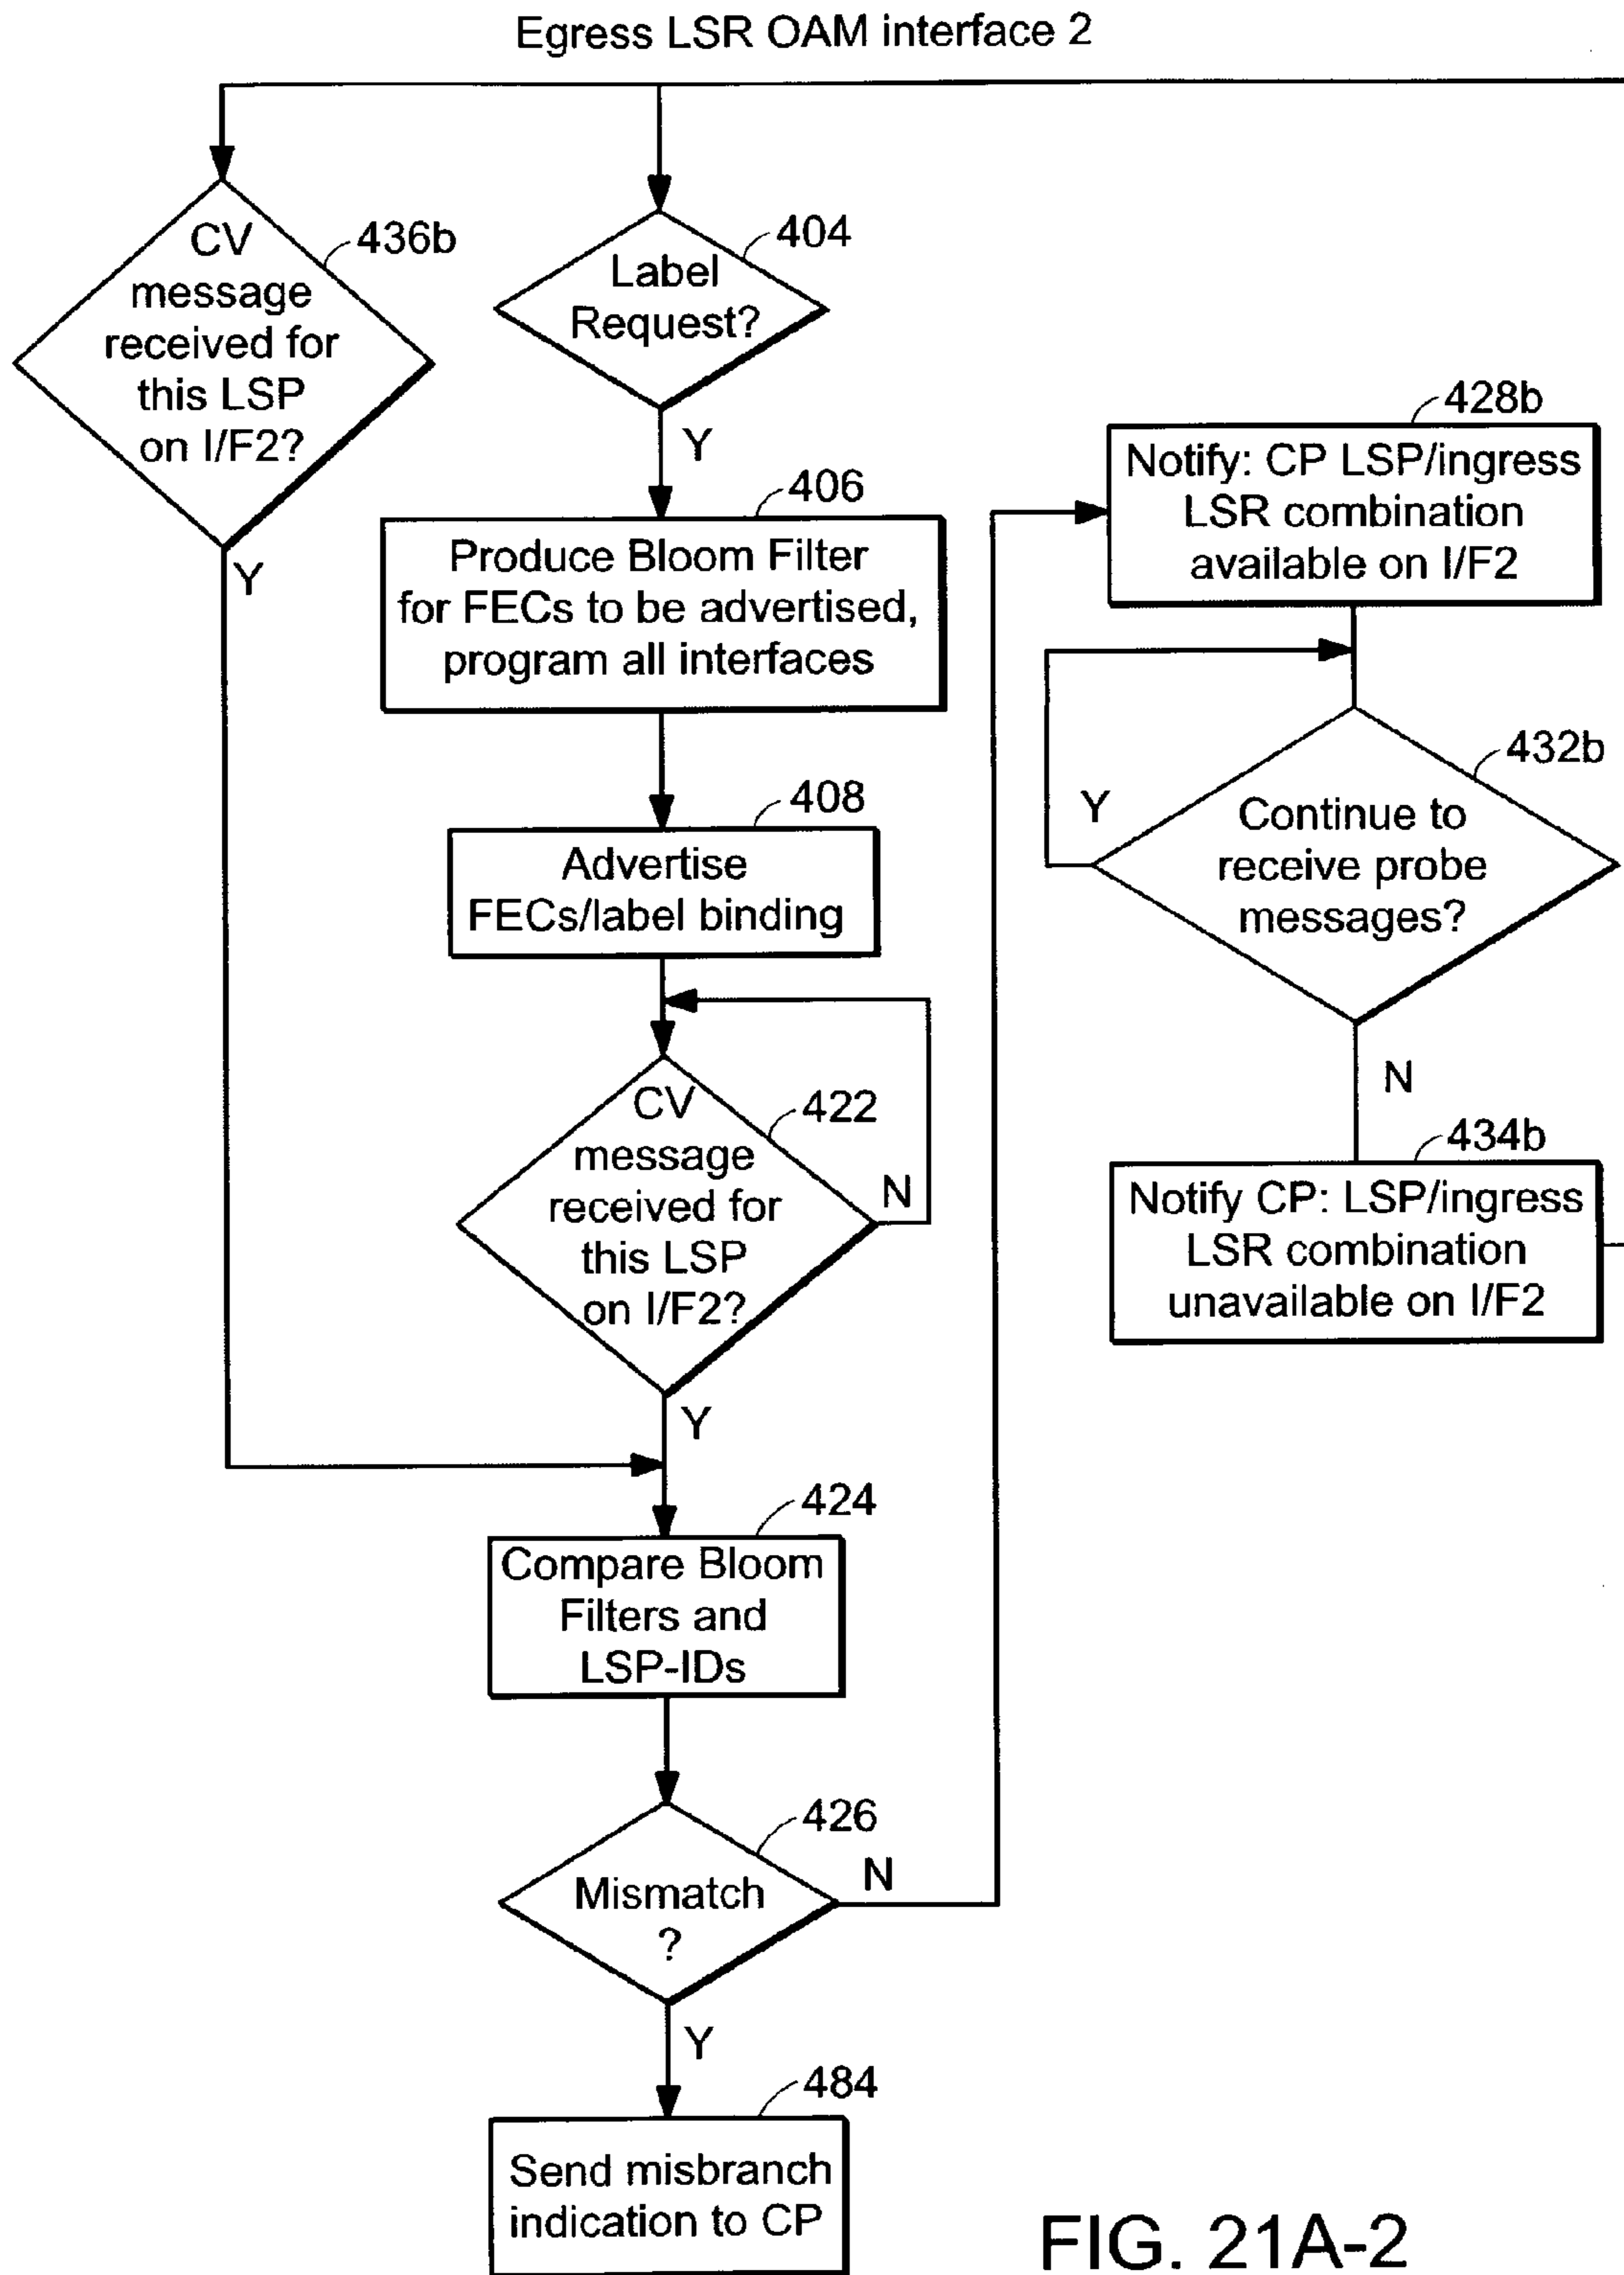 Egress LSR OAM interface 2
CV
message
received for
this LSP
on I/F2?
436b
Y
Label
Request?
404
Y
406
Produce Bloom Filter
for FECs to be advertised,
program all interfaces
408
Advertise
FECs/label binding
CV
message
received for
this LSP
on I/F2?
422
N
Y
424
Compare Bloom
Filters and
LSP-IDs
426
Mismatch
?
N
Y
484
Send misbranch
indication to CP
428b
Notify: CP LSP/ingress
LSR combination
available on I/F2
432b
Continue to
receive probe
messages?
Y
N
434b
Notify CP: LSP/ingress
LSR combination
unavailable on I/F2
FIG. 21A-2